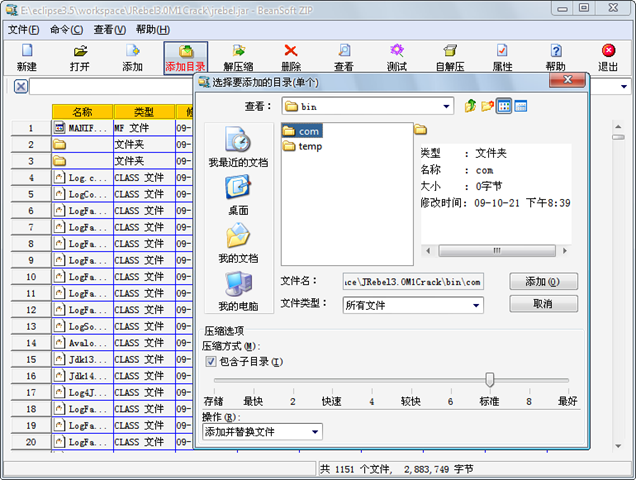 E:\eclipse3.5\workspace\JRebel3.0M1Crack\jrebel.jar - BeanSoft ZIP
文件(F) 命令(C) 查看(V) 帮助(H)
新建 打开 添加 添加目录 解压缩 删除 查看 测试 自解压 属性 帮助 退出
选择要添加的目录(单个)
查看： bin
名称 类型
1 MANIF... MF 文件 09-
2 文件夹 09-
3 文件夹 09-
4 Log.c... CLASS 文件 09-
5 LogCo... CLASS 文件 09-
6 LogFa... CLASS 文件 09-
7 LogFa... CLASS 文件 09-
8 LogFa... CLASS 文件 09-
9 LogFa... CLASS 文件 09-
10 LogFa... CLASS 文件 09-
11 LogFa... CLASS 文件 09-
12 LogFa... CLASS 文件 09-
13 LogSo... CLASS 文件 09-
14 Avalo... CLASS 文件 09-
15 Jdk13... CLASS 文件 09-
16 Jdk14... CLASS 文件 09-
17 Log4J... CLASS 文件 09-
18 LogFa... CLASS 文件 09-
19 LogFa... CLASS 文件 09-
20 LogFa... CLASS 文件 09-
我最近的文档
桌面
我的文档
我的电脑
com
temp
类型 : 文件夹
名称 : com
大小 : 0字节
修改时间: 09-10-21 下午8:39
文件名： ace\JRebel3.0M1Crack\bin\com 添加(O)
文件类型： 所有文件 取消
压缩选项
压缩方式(M):
包含子目录(I)
存储 最快 2 快速 4 较快 6 标准 8 最好
操作(R):
添加并替换文件
共 1151 个文件, 2,883,749 字节